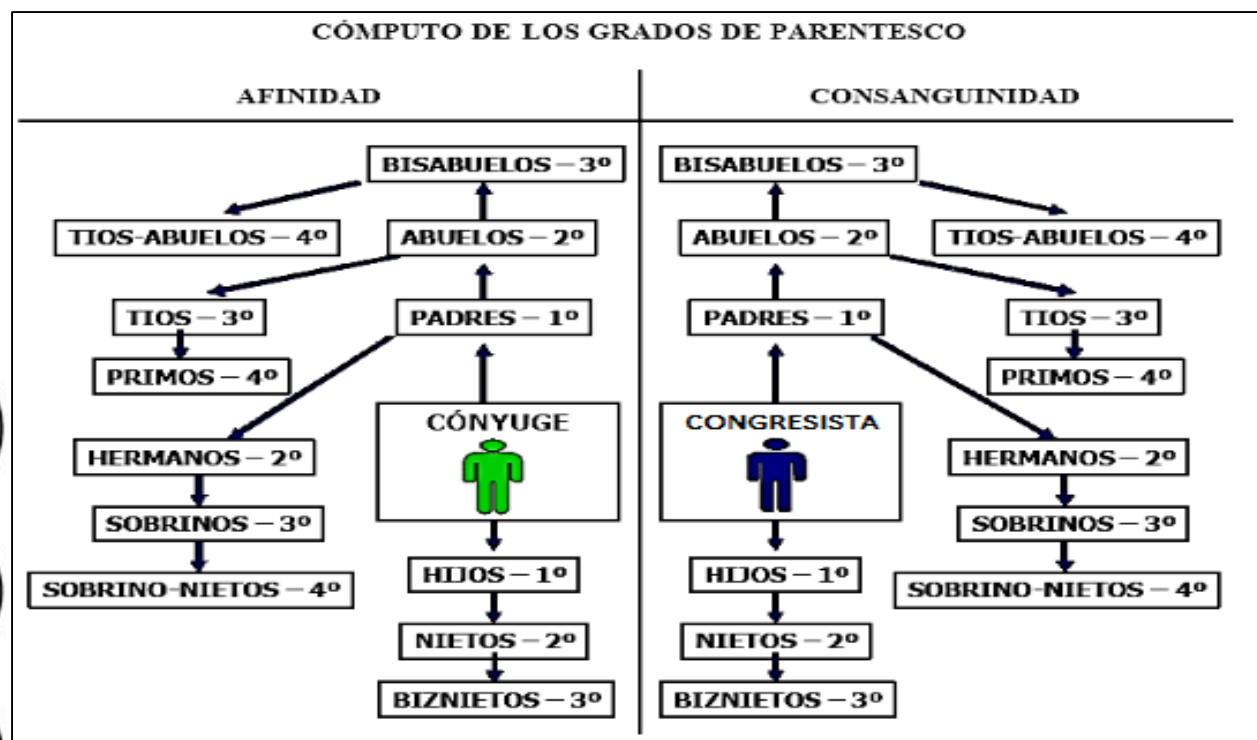 CÓMPUTO DE LOS GRADOS DE PARENTESCO
AFINIDAD
BISABUELOS – 3º
TIOS-ABUELOS – 4º
ABUELOS – 2º
TIOS – 3º
PADRES – 1º
PRIMOS – 4º
CÓNYUGE
HERMANOS – 2º
SOBRINOS – 3º
HIJOS – 1º
SOBRINO-NIETOS – 4º
NIETOS – 2º
BIZNIETOS – 3º
CONSANGUINIDAD
BISABUELOS – 3º
ABUELOS – 2º
TIOS-ABUELOS – 4º
PADRES – 1º
TIOS – 3º
PRIMOS – 4º
CONGRESISTA
HERMANOS – 2º
SOBRINOS – 3º
HIJOS – 1º
SOBRINO-NIETOS – 4º
NIETOS – 2º
BIZNIETOS – 3º